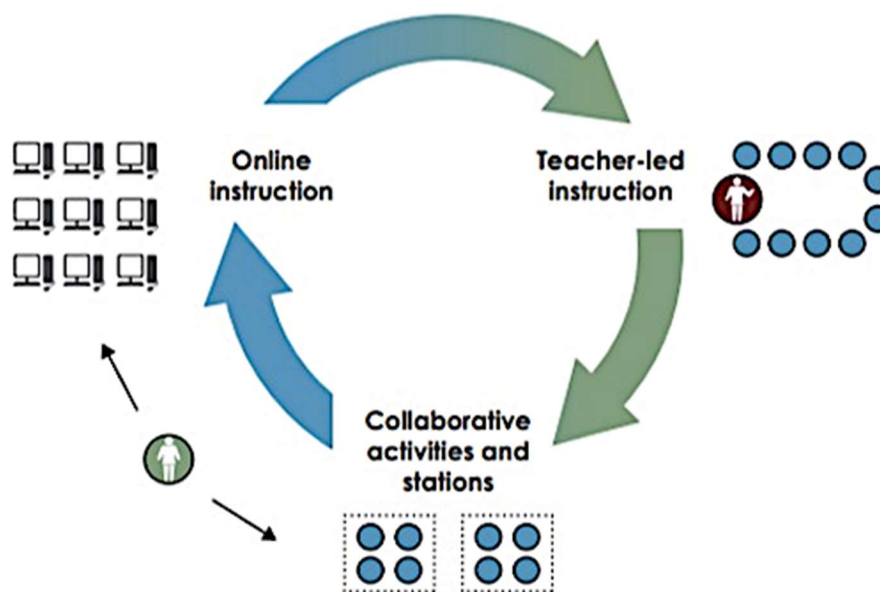 Online
instruction
Teacher-led
instruction
Collaborative
activities and
stations